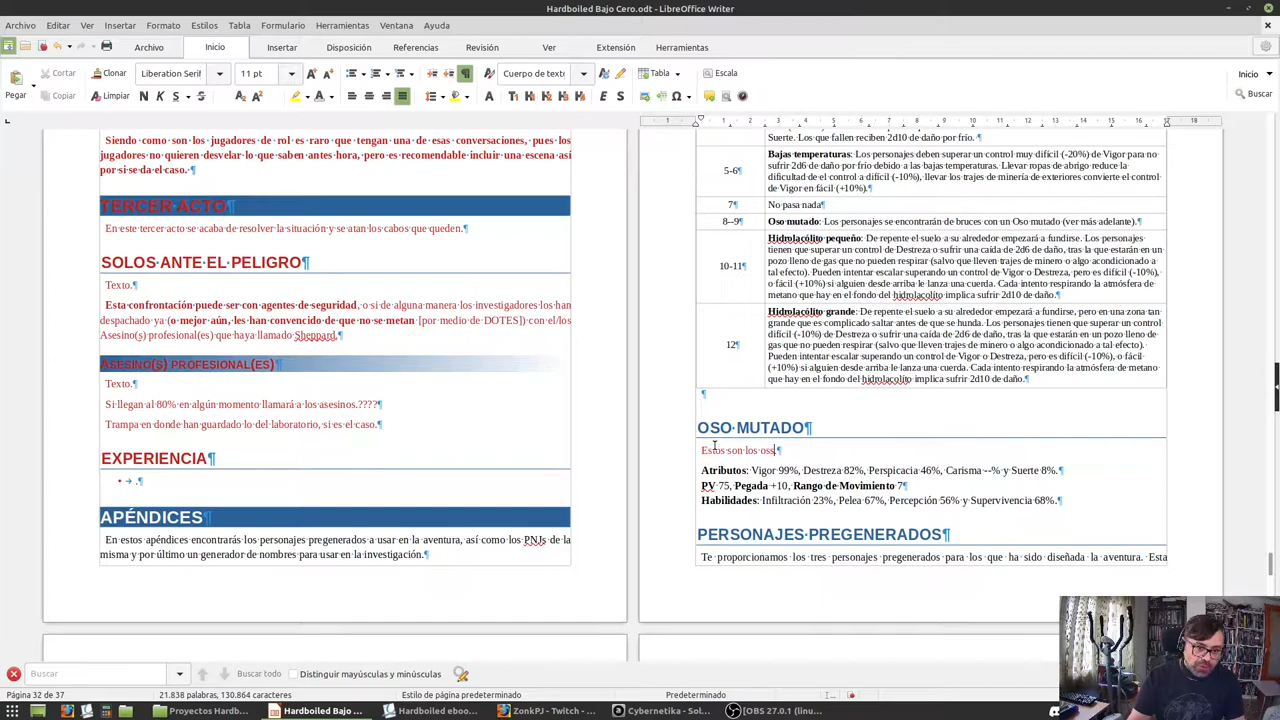 Hardboiled Bajo Cero.odt - LibreOffice Writer
Archivo Editar Ver Insertar Formato Estilos Tabla Formulario Herramientas Ventana Ayuda
Archivo Inicio Insertar Disposición Referencias Revisión Ver Extensión Herramientas
Pegar Cortar Clonar Liberation Serif 11 pt Cuerpo de texto Tabla Escala Inicio
Copiar Limpiar Buscar
Siendo como son los jugadores de rol es raro que tengan una de esas conversaciones, pues los
jugadores no quieren desvelar lo que saben antes hora, pero es recomendable incluir una escena así
por si se da el caso. ¶
TERCER ACTO¶
En este tercer acto se acaba de resolver la situación y se atan los cabos que queden.¶
SOLOS ANTE EL PELIGRO¶
Texto.¶
Esta confrontación puede ser con agentes de seguridad, o si de alguna manera los investigadores los han
despachado ya (o mejor aún, les han convencido de que no se metan [por medio de DOTES]) con el/los
Asesino(s) profesional(es) que haya llamado Sheppard.¶
ASESINO(S) PROFESIONAL(ES)¶
Texto.¶
Si llegan al 80% en algún momento llamará a los asesinos.????¶
Trampa en donde han guardado lo del laboratorio, si es el caso.¶
EXPERIENCIA¶
• → .¶
APÉNDICES¶
En estos apéndices encontrarás los personajes pregenerados a usar en la aventura, así como los PNJs de la
misma y por último un generador de nombres para usar en la investigación.¶
Suerte. Los que fallen reciben 2d10 de daño por frío. ¶
5-6¶ Bajas temperaturas: Los personajes deben superar un control muy difícil (-20%) de Vigor para no
sufrir 2d6 de daño por frío debido a las bajas temperaturas. Llevar ropas de abrigo reduce la
dificultad de el control a difícil (-10%), llevar los trajes de minería de exteriores convierte el control
de Vigor en fácil (+10%).¶
7¶ No pasa nada¶
8--9¶ Oso mutado: Los personajes se encontrarán de bruces con un Oso mutado (ver más adelante).¶
10-11¶ Hidrolacólito pequeño: De repente el suelo a su alrededor empezará a fundirse. Los personajes
tienen que superar un control de Destreza o sufrir una caída de 2d6 de daño, tras la que estarán en un
pozo lleno de gas que no pueden respirar (salvo que lleven trajes de minero o algo acondicionado a
tal efecto). Pueden intentar escalar superando un control de Vigor o Destreza, pero es difícil (-10%),
o fácil (+10%) si alguien desde arriba le lanza una cuerda. Cada intento respirando la atmósfera de
metano que hay en el fondo del hidrolacolito implica sufrir 2d10 de daño.¶
12¶ Hidrolacólito grande: De repente el suelo a su alrededor empezará a fundirse, pero en una zona tan
grande que es complicado saltar antes de que se hunda. Los personajes tienen que superar un control
difícil (-10%) de Destreza o sufrir una caída de 2d6 de daño, tras la que estarán en un pozo lleno de
gas que no pueden respirar (salvo que lleven trajes de minero o algo acondicionado a tal efecto).
Pueden intentar escalar superando un control de Vigor o Destreza, pero es difícil (-10%), o fácil
(+10%) si alguien desde arriba le lanza una cuerda. Cada intento respirando la atmósfera de metano
que hay en el fondo del hidrolacolito implica sufrir 2d10 de daño.¶
¶
OSO MUTADO¶
Estos son los oss¶
Atributos: Vigor 99%, Destreza 82%, Perspicacia 46%, Carisma --% y Suerte 8%.¶
PV 75, Pegada +10, Rango de Movimiento 7¶
Habilidades: Infiltración 23%, Pelea 67%, Percepción 56% y Supervivencia 68%.¶
PERSONAJES PREGENERADOS¶
Te proporcionamos los tres personajes pregenerados para los que ha sido diseñada la aventura. Esta
Buscar Buscar todo Distinguir mayúsculas y minúsculas
Página 32 de 37 21.838 palabras, 130.864 caracteres Estilo de página predeterminado Predeterminado
Proyectos Hardb... Hardboiled Bajo C... Hardboiled eboo... ZonkPJ - Twitch - ... Cybernetika - Sol... [OBS 27.0.1 (linu...